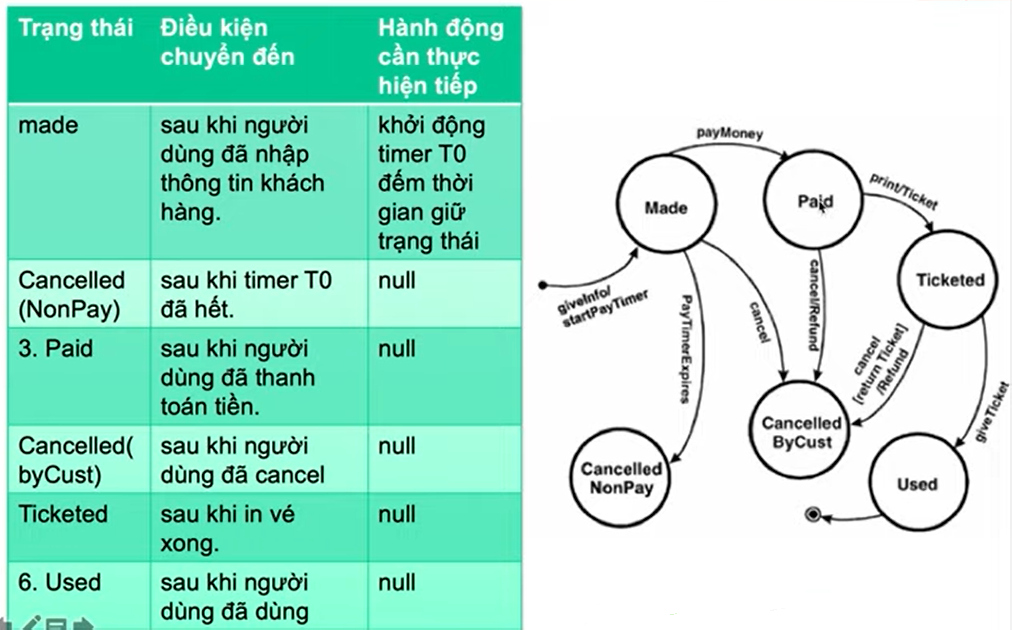 Trạng thái
Điều kiện
chuyển đến
Hành động
cần thực
hiện tiếp
made
sau khi người
dùng đã nhập
thông tin khách
hàng.
khởi động
timer T0
đếm thời
gian giữ
trạng thái
Cancelled
(NonPay)
sau khi timer T0
đã hết.
null
3. Paid
sau khi người
dùng đã thanh
toán tiền.
null
Cancelled(
byCust)
sau khi người
dùng đã cancel
null
Ticketed
sau khi in vé
xong.
null
6. Used
sau khi người
dùng đã dùng
null
payMoney
Made
Paid
print/Ticket
Ticketed
giveInfo/
startPayTimer
PayTimerExpires
cancel
cancel/Refund
cancel
[return Ticket]
/Refund
giveTicket
Cancelled
ByCust
Cancelled
NonPay
Used